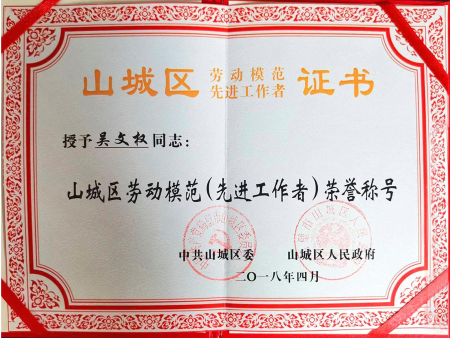 山城区 劳动模范 先进工作者 证书
授予吴文权同志：
山城区劳动模范（先进工作者）荣誉称号
中共山城区委 山城区人民政府
二〇一八年四月